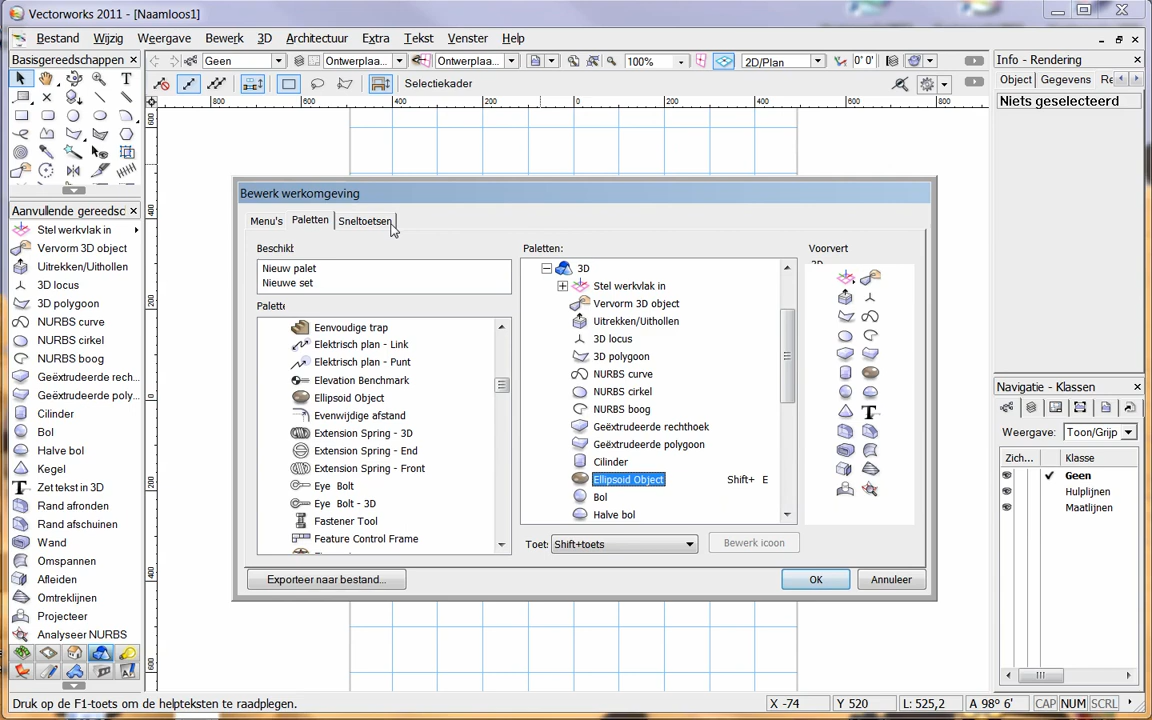 Vectorworks 2011 - [Naamloos1]
Bestand Wijzig Weergave Bewerk 3D Architectuur Extra Tekst Venster Help
Basisgereedschappen
Geen Ontwerplaa... Ontwerplaa... 100% 2D/Plan 0° 0'
Selectiekader
800 600 400 200 0 200 400 600 800
600
400
200
0
200
400
600
Info - Rendering
Object Gegevens Re
Niets geselecteerd
Aanvullende gereedsc
Stel werkvlak in
Vervorm 3D object
Uitrekken/Uithollen
3D locus
3D polygoon
NURBS curve
NURBS cirkel
NURBS boog
Geëxtrudeerde rech...
Geëxtrudeerde poly...
Cilinder
Bol
Halve bol
Kegel
Zet tekst in 3D
Rand afronden
Rand afschuinen
Wand
Omspannen
Afleiden
Omtreklijnen
Projecteer
Analyseer NURBS
Bewerk werkomgeving
Menu's Paletten Sneltoetsen
Beschikt
Nieuw palet
Nieuwe set
Palette
Eenvoudige trap
Elektrisch plan - Link
Elektrisch plan - Punt
Elevation Benchmark
Ellipsoid Object
Evenwijdige afstand
Extension Spring - 3D
Extension Spring - End
Extension Spring - Front
Eye Bolt
Eye Bolt - 3D
Fastener Tool
Feature Control Frame
Paletten:
3D
Stel werkvlak in
Vervorm 3D object
Uitrekken/Uithollen
3D locus
3D polygoon
NURBS curve
NURBS cirkel
NURBS boog
Geëxtrudeerde rechthoek
Geëxtrudeerde polygoon
Cilinder
Ellipsoid Object Shift+ E
Bol
Halve bol
Voorvert
Toet: Shift+toets
Bewerk icoon
Exporteer naar bestand...
OK
Annuleer
Navigatie - Klassen
Weergave: Toon/Grijp
Zich... Klasse
Geen
Hulplijnen
Maatlijnen
Druk op de F1-toets om de helpteksten te raadplegen.
X -74 Y 520 L: 525,2 A 98° 6' CAP NUM SCRL